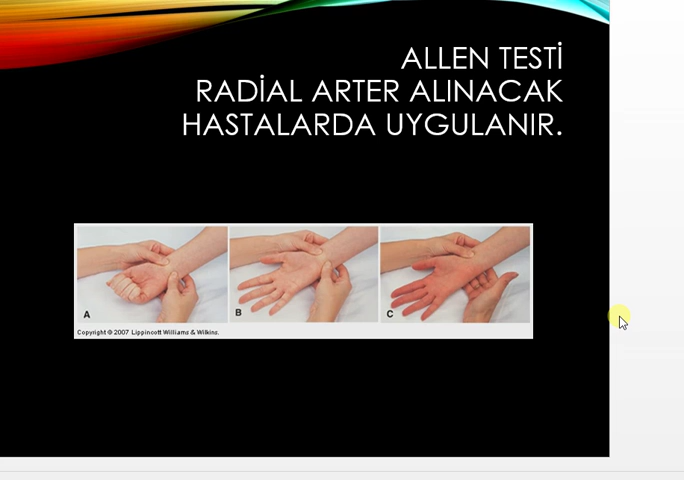 ALLEN TESTİ
RADİAL ARTER ALINACAK
HASTALARDA UYGULANIR.
A
B
C
Copyright © 2007 Lippincott Williams & Wilkins.